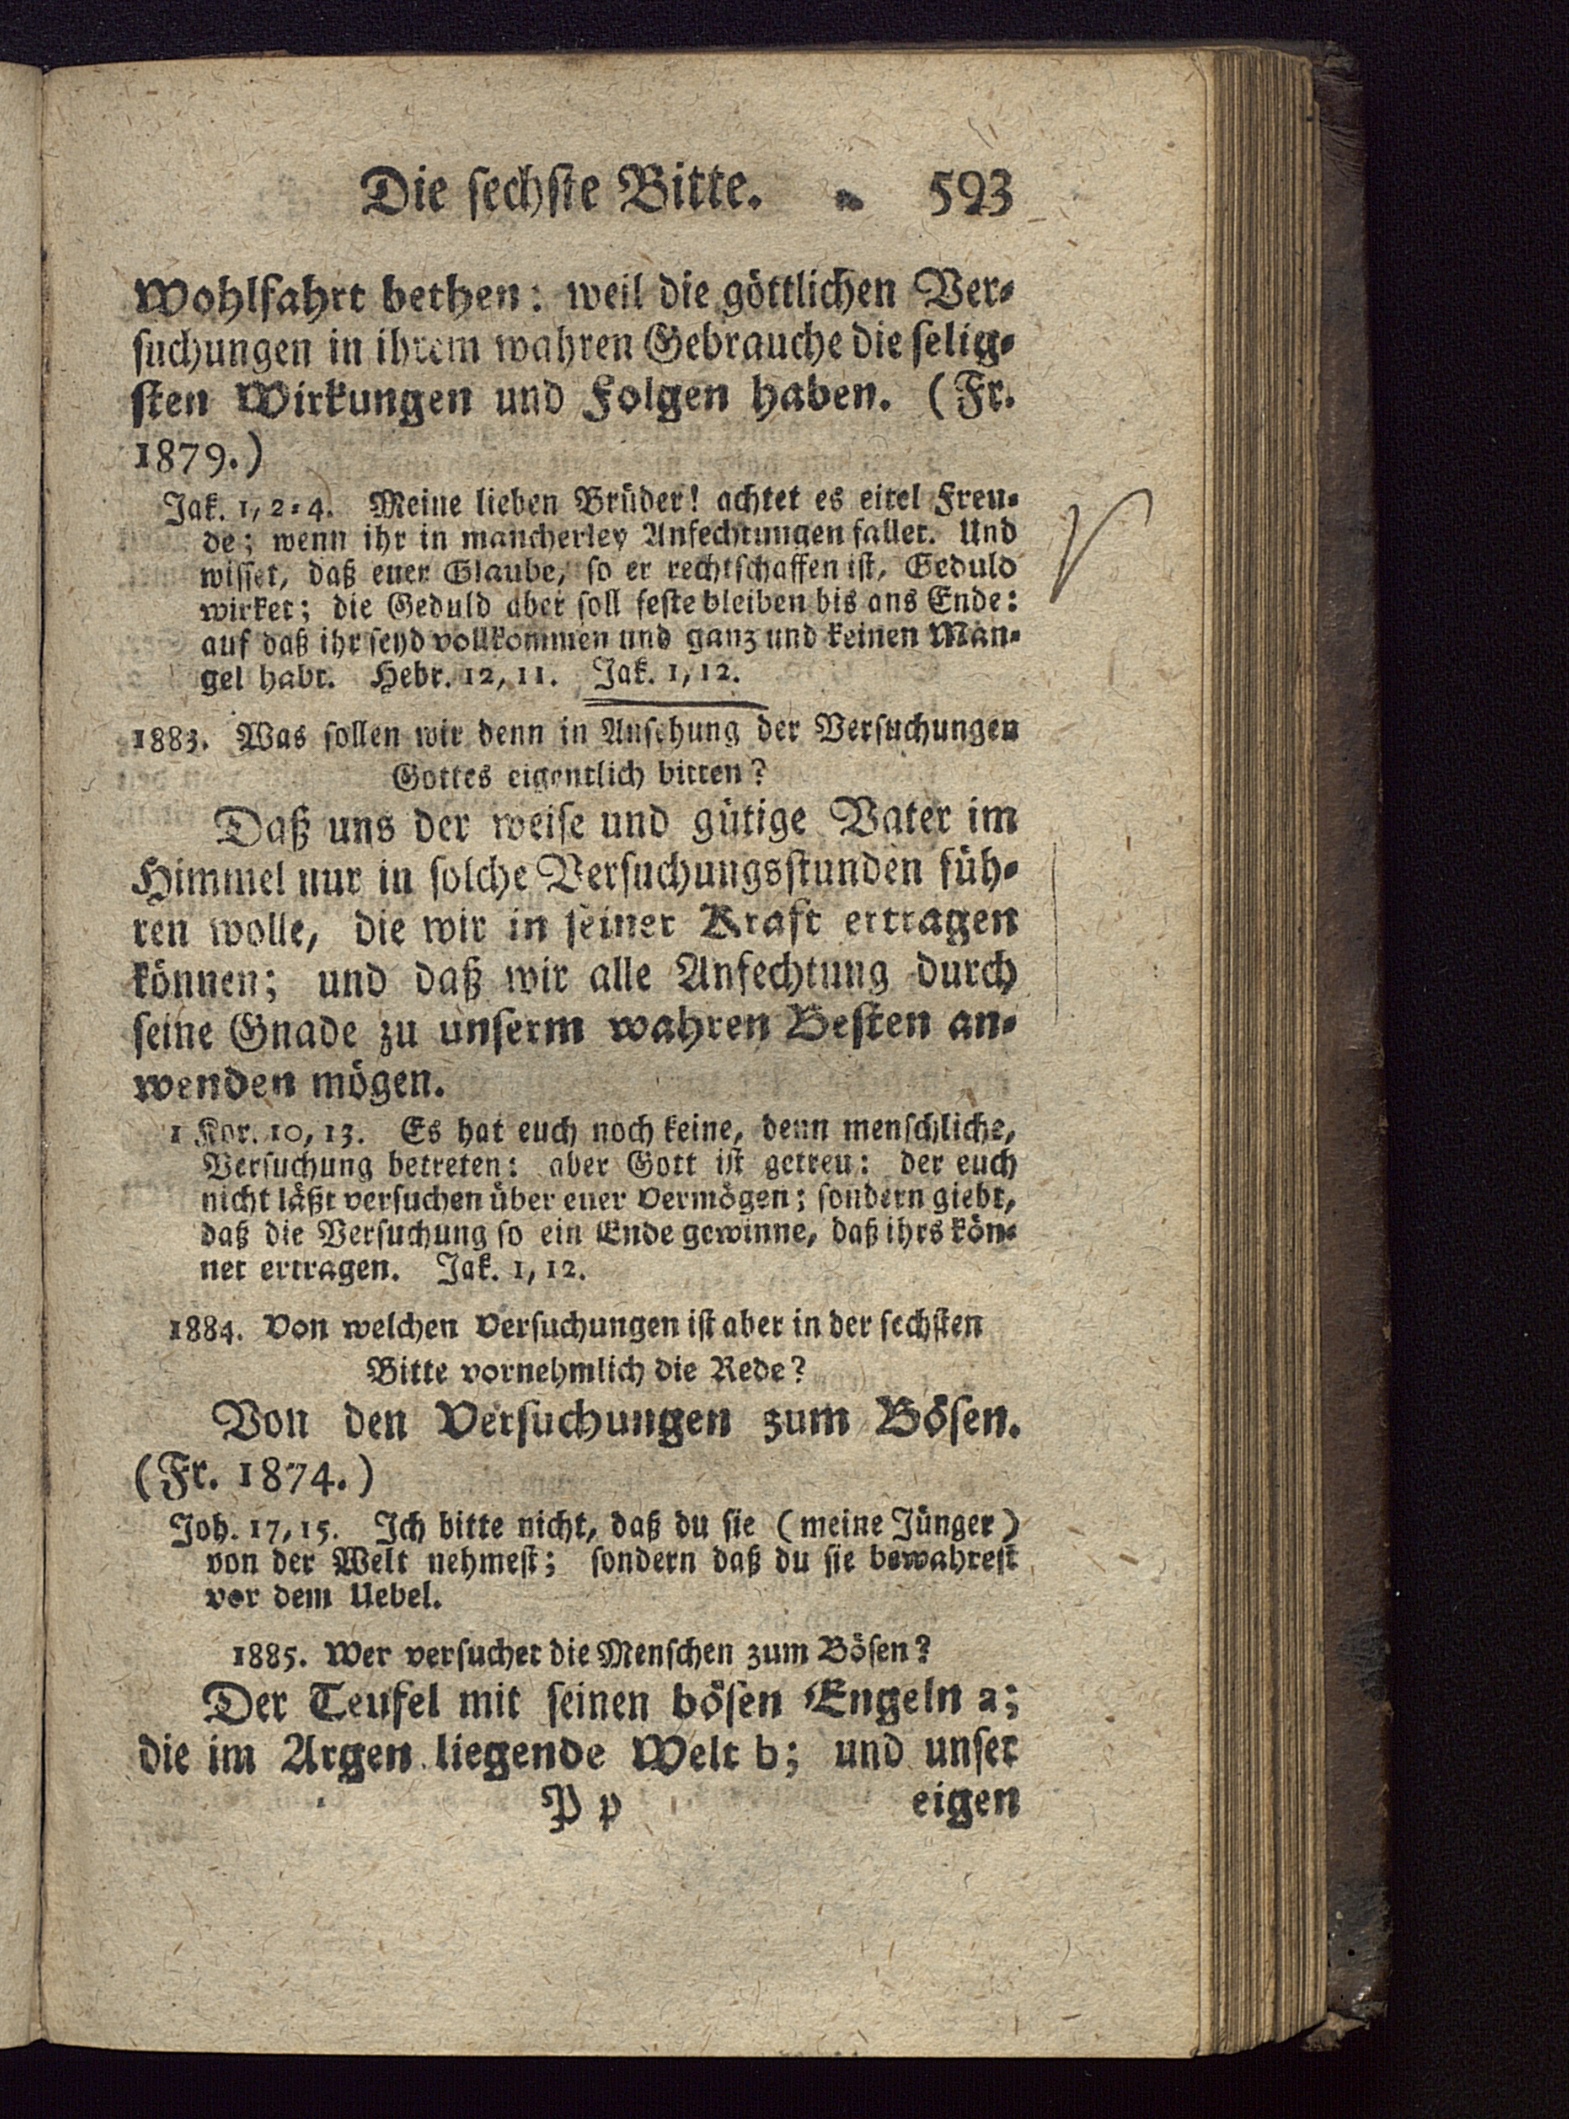 Die sechste Bitte. 593
Wohlfahrt bethen: weil die göttlichen Ver-
suchungen in ihrem wahren Gebrauche die selig-
sten Wirkungen und Folgen haben. (Fr.
1879.)
Jak. 1, 2-4. Meine lieben Brüder! achtet es eitel Freu-
de; wenn ihr in mancherley Anfechtungen fallet. Und
wisset, daß euer Glaube, so er rechtschaffen ist, Geduld
wirket; die Geduld aber soll feste bleiben bis ans Ende:
auf daß ihr seyd vollkommen und ganz und keinen Man-
gel habt. Hebr. 12, 11. Jak. 1, 12.
1883. Was sollen wir denn in Ansehung der Versuchungen
Gottes eigentlich bitten?
Daß uns der weise und gütige Vater im
Himmel nur in solche Versuchungsstunden füh-
ren wolle, die wir in seiner Kraft ertragen
können; und daß wir alle Anfechtung durch
seine Gnade zu unserm wahren Besten an-
wenden mögen.
1 Kor. 10, 13. Es hat euch noch keine, denn menschliche,
Versuchung betreten: aber Gott ist getreu: der euch
nicht läßt versuchen über euer Vermögen; sondern giebt,
daß die Versuchung so ein Ende gewinne, daß ihrs kön-
net ertragen. Jak. 1, 12.
1884. Von welchen Versuchungen ist aber in der sechsten
Bitte vornehmlich die Rede?
Von den Versuchungen zum Bösen.
(Fr. 1874.)
Joh. 17, 15. Ich bitte nicht, daß du sie (meine Jünger)
von der Welt nehmest; sondern daß du sie bewahrest
vor dem Uebel.
1885. Wer versuchet die Menschen zum Bösen?
Der Teufel mit seinen bösen Engeln a;
die im Argen liegende Welt b; und unser
P p eigen